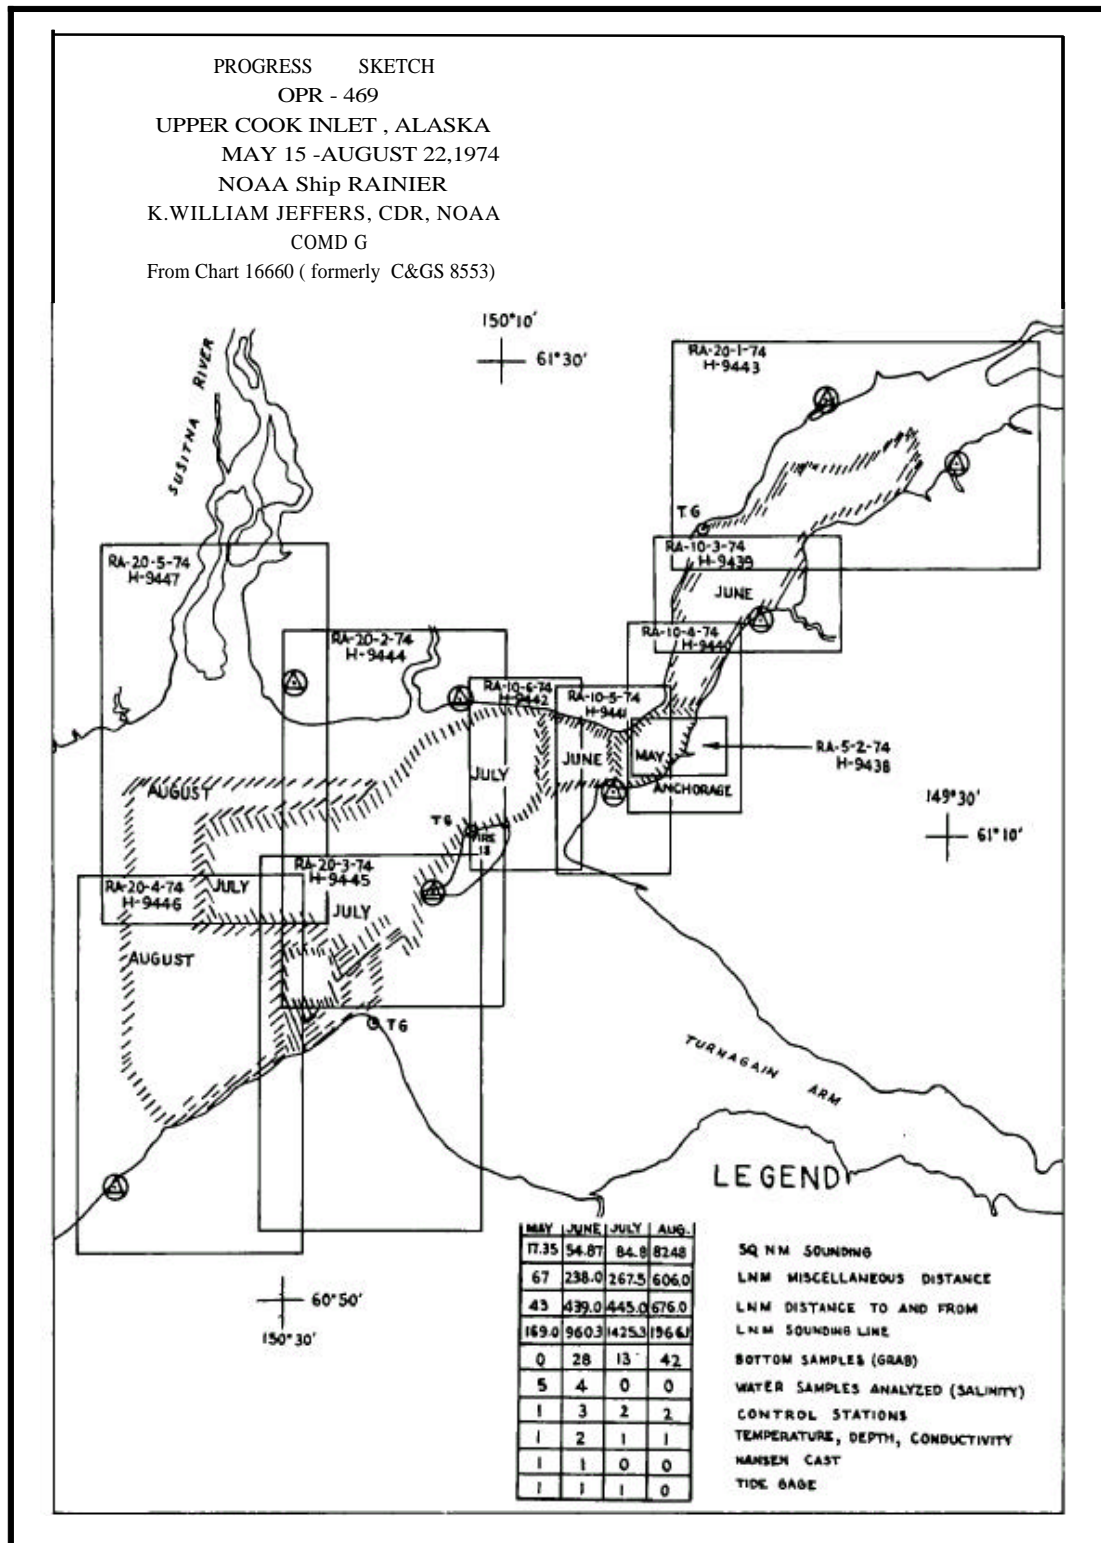 PROGRESS SKETCH
OPR - 469
UPPER COOK INLET , ALASKA
MAY 15 -AUGUST 22,1974
NOAA Ship RAINIER
K.WILLIAM JEFFERS, CDR, NOAA
COMD G
From Chart 16660 ( formerly C&GS 8553)
150°10'
61°30'
RA-20-1-74
H-9443
SUSITNA RIVER
T.G
RA-10-3-74
H-9439
RA-20-5-74
H-9447
JUNE
RA-10-4-74
H-9440
RA-20-2-74
H-9444
RA-10-6-74
H-9442
RA-10-5-74
H-9441
JULY
JUNE
MAY
RA-5-2-74
H-9438
AUGUST
ANCHORAGE
149°30'
61°10'
TG
FIRE
IS
RA-20-3-74
H-9445
RA-20-4-74
H-9446
JULY
JULY
AUGUST
TG
TURNAGAIN ARM
LEGEND
60°50'
150°30'
MAY JUNE JULY AUG.
17.35 54.87 84.8 82.48 SQ NM SOUNDING
67 238.0 267.5 606.0 LNM MISCELLANEOUS DISTANCE
43 439.0 445.0 676.0 LNM DISTANCE TO AND FROM
169.0 960.3 1425.3 1966.1 LNM SOUNDING LINE
0 28 13 42 BOTTOM SAMPLES (GRAB)
5 4 0 0 WATER SAMPLES ANALYZED (SALINITY)
1 3 2 2 CONTROL STATIONS
1 2 1 1 TEMPERATURE, DEPTH, CONDUCTIVITY
1 1 0 0 NANSEN CAST
1 1 1 0 TIDE GAGE